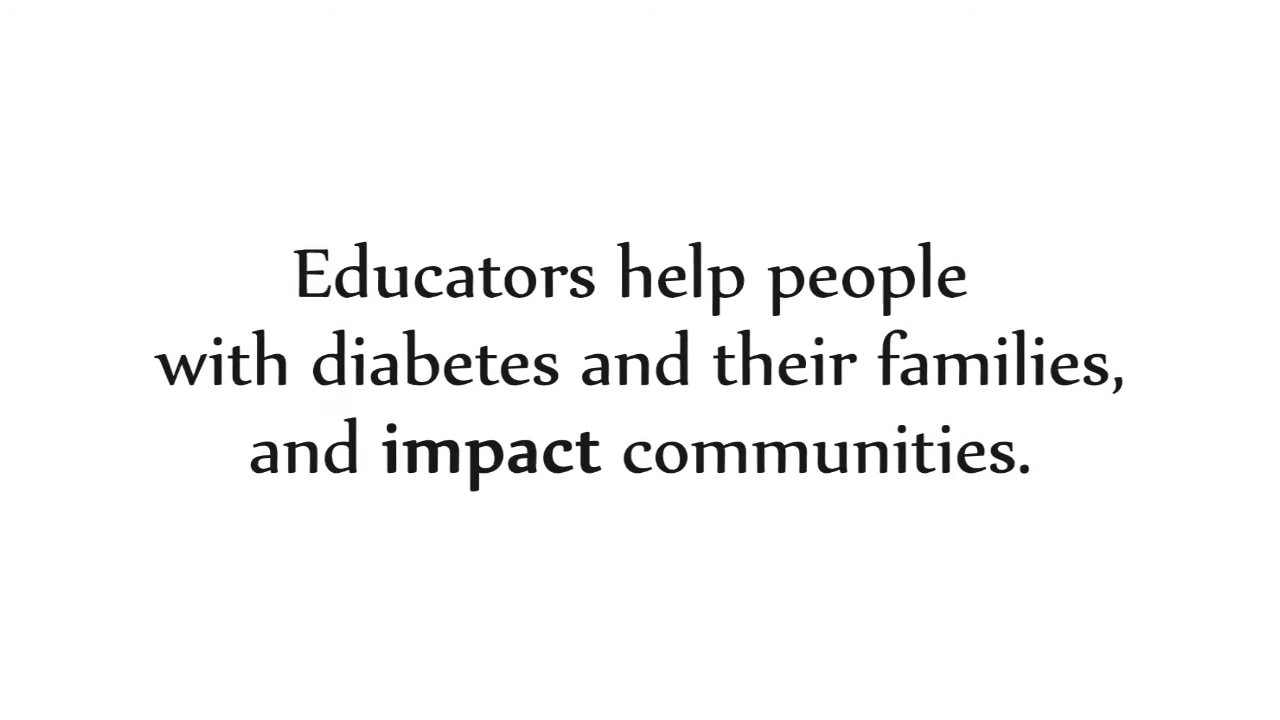 Educators help people
with diabetes and their families,
and impact communities.